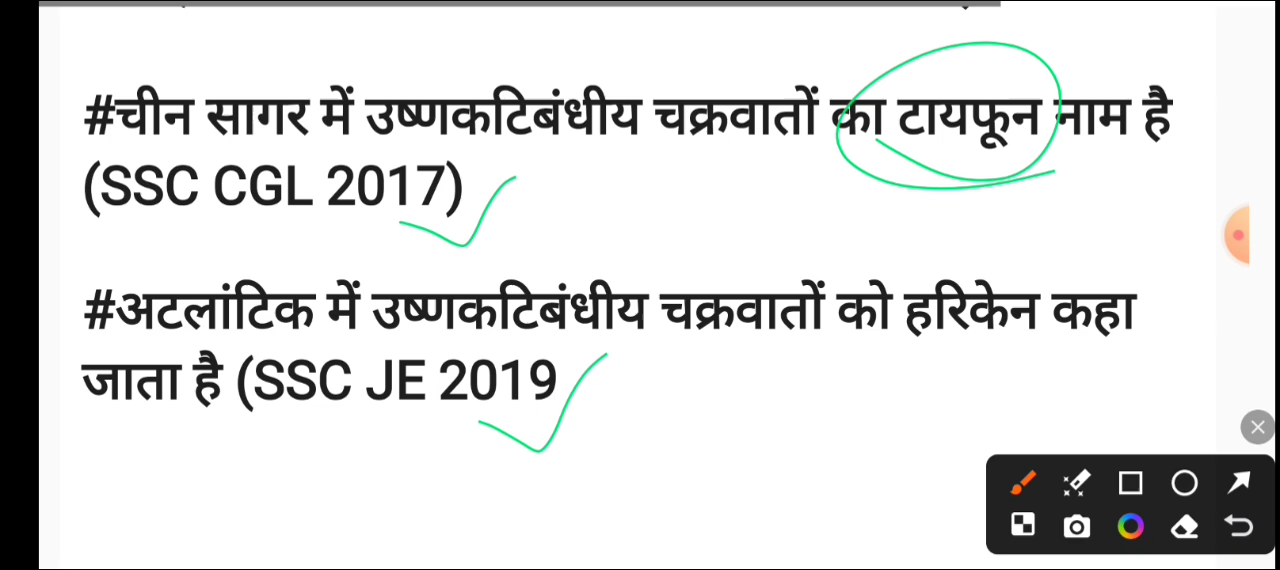 #चीन सागर में उष्णकटिबंधीय चक्रवातों का टायफून नाम है
(SSC CGL 2017)
#अटलांटिक में उष्णकटिबंधीय चक्रवातों को हरिकेन कहा
जाता है (SSC JE 2019